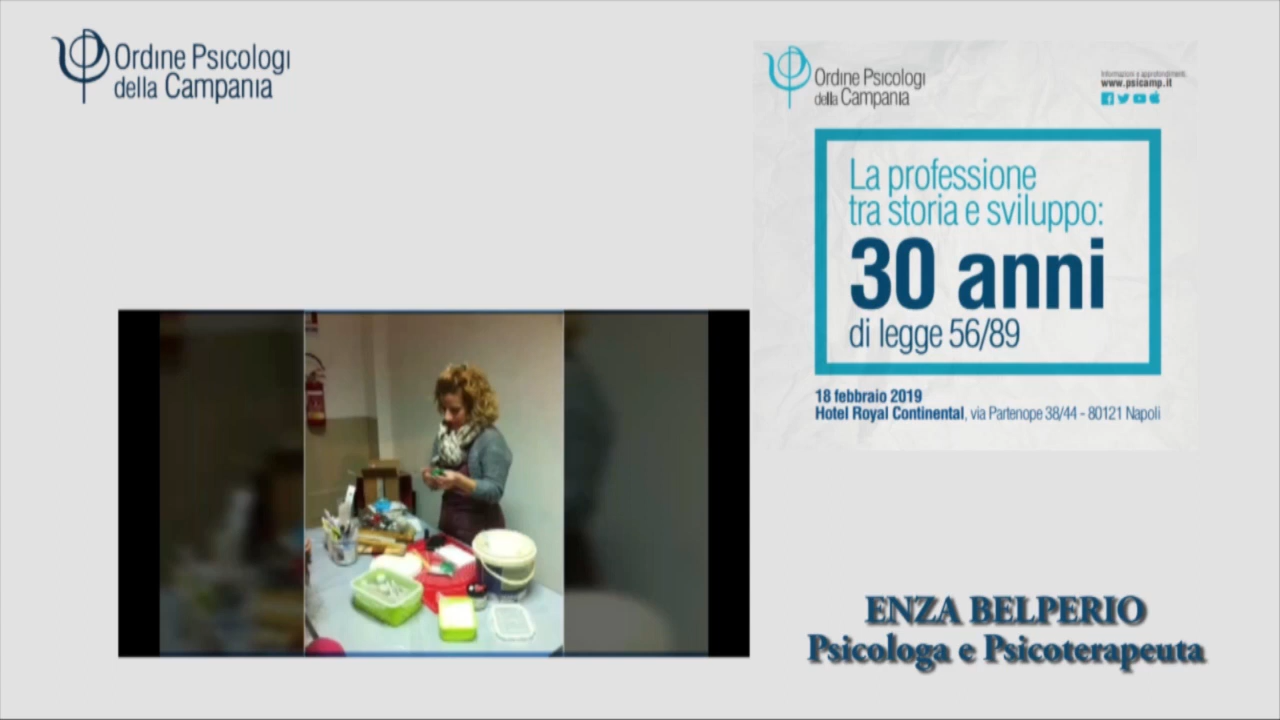 Ordine Psicologi
della Campania
Ordine Psicologi
della Campania
Informazioni e approfondimenti:
www.psicamp.it
La professione
tra storia e sviluppo:
30 anni
di legge 56/89
18 febbraio 2019
Hotel Royal Continental, via Partenope 38/44 - 80121 Napoli
ENZA BELPERIO
Psicologa e Psicoterapeuta